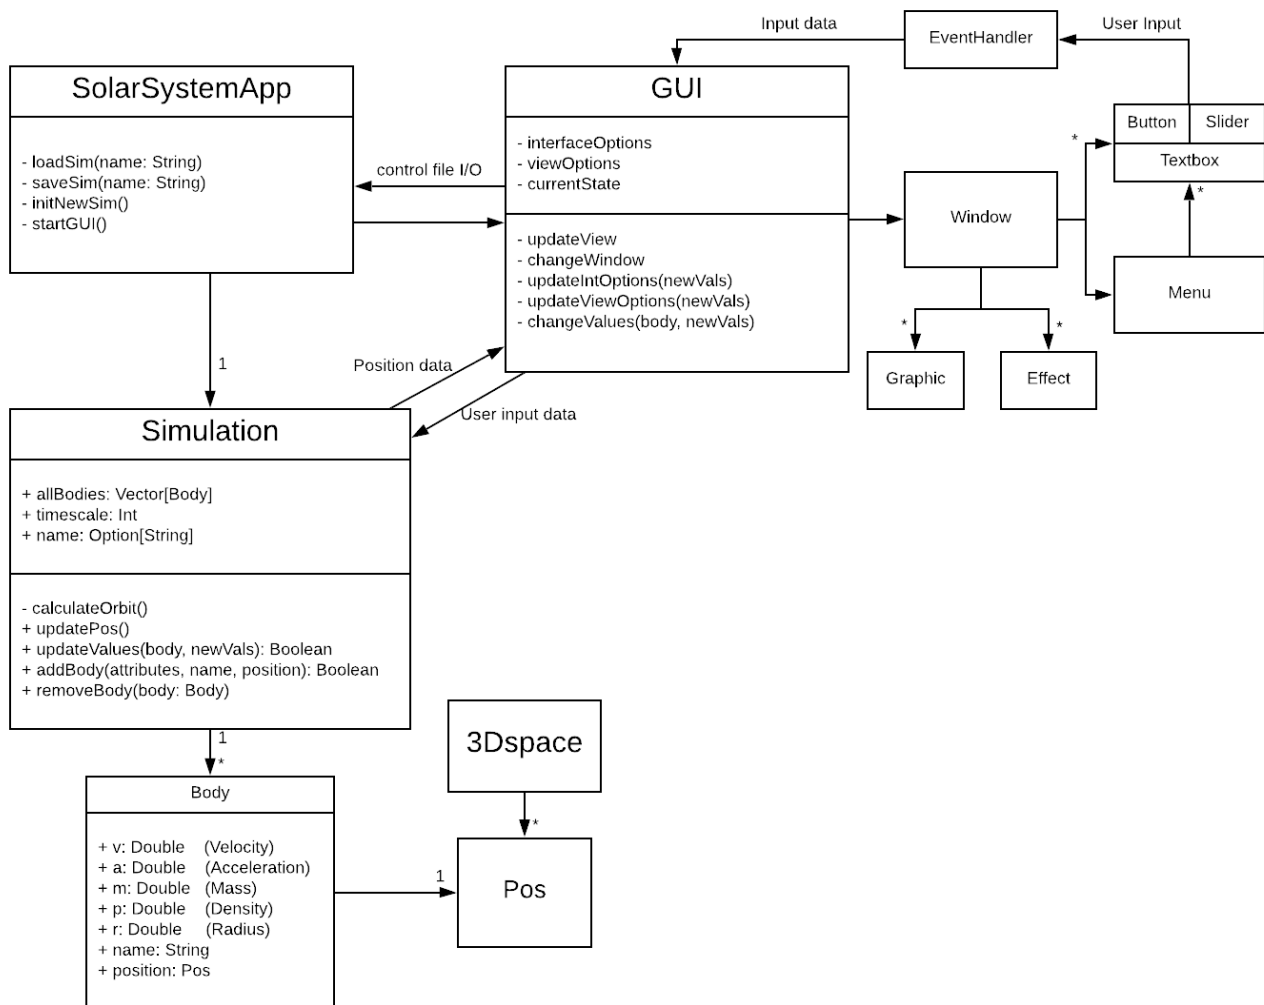 Input data
EventHandler
User Input
SolarSystemApp
- loadSim(name: String)
- saveSim(name: String)
- initNewSim()
- startGUI()
control file I/O
GUI
- interfaceOptions
- viewOptions
- currentState
- updateView
- changeWindow
- updateIntOptions(newVals)
- updateViewOptions(newVals)
- changeValues(body, newVals)
Window
*
Button
Slider
Textbox
*
Menu
*
Graphic
*
Effect
1
Position data
User input data
Simulation
+ allBodies: Vector[Body]
+ timescale: Int
+ name: Option[String]
- calculateOrbit()
+ updatePos()
+ updateValues(body, newVals): Boolean
+ addBody(attributes, name, position): Boolean
+ removeBody(body: Body)
1
*
Body
+ v: Double (Velocity)
+ a: Double (Acceleration)
+ m: Double (Mass)
+ p: Double (Density)
+ r: Double (Radius)
+ name: String
+ position: Pos
1
3Dspace
*
Pos